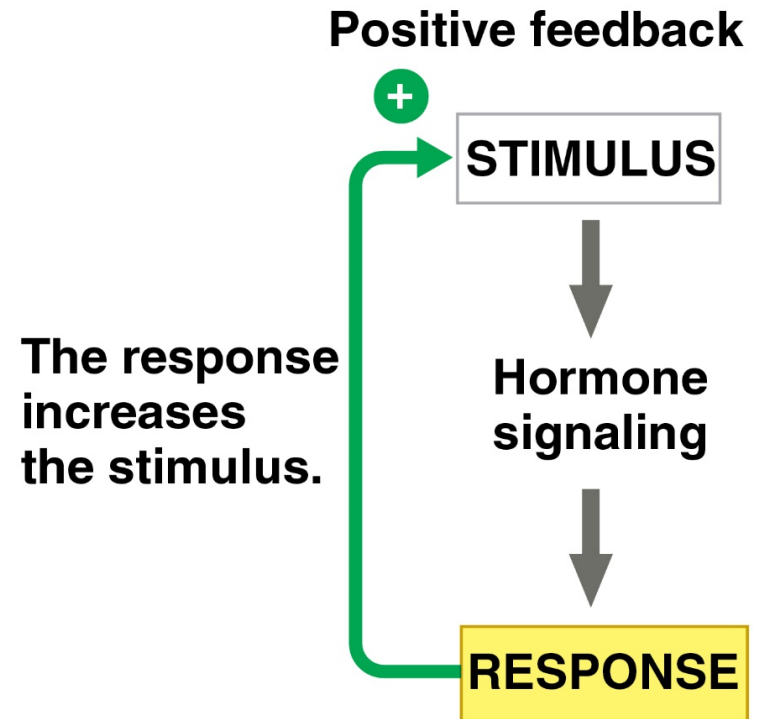 Positive feedback
+
STIMULUS
The response
increases
the stimulus.
Hormone
signaling
RESPONSE